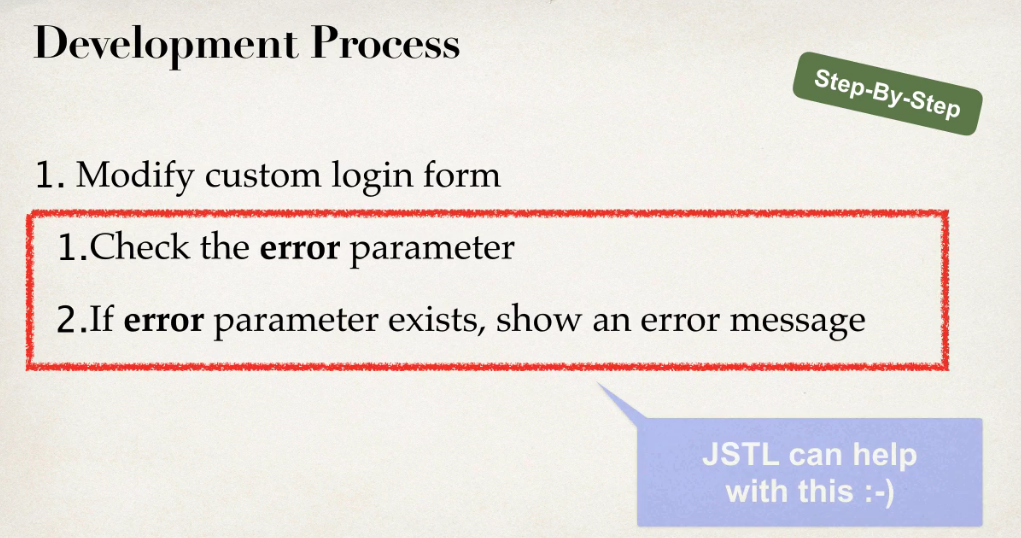 Development Process
Step-By-Step
1. Modify custom login form
1.Check the error parameter
2.If error parameter exists, show an error message
JSTL can help
with this :-)